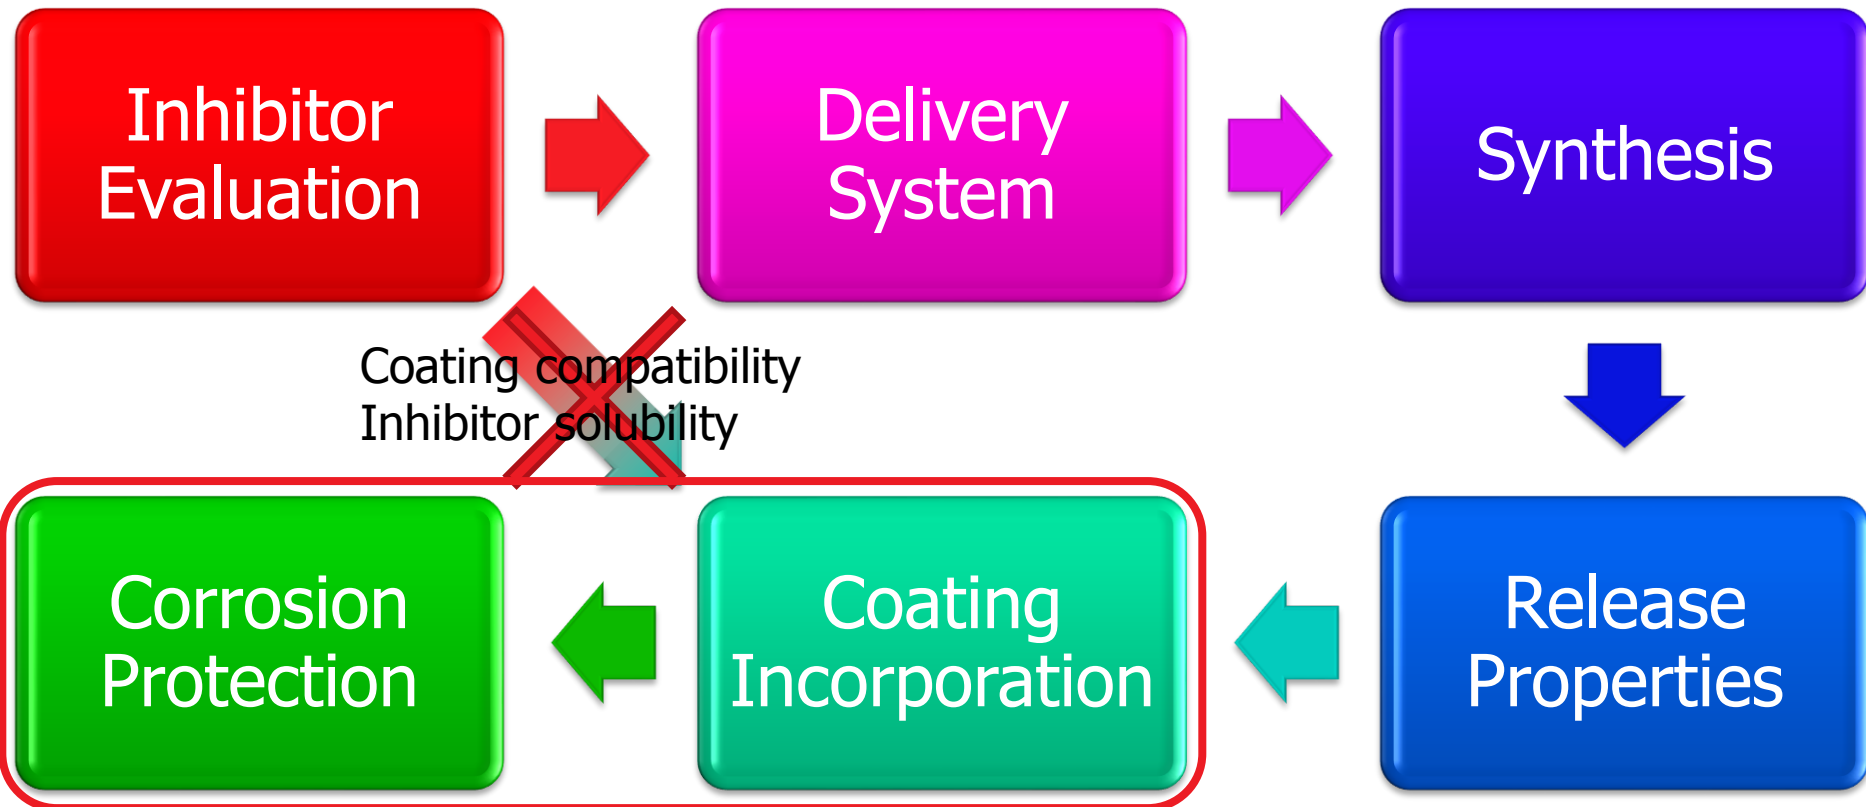 Inhibitor
Evaluation
Delivery
System
Synthesis
Coating compatibility
Inhibitor solubility
Corrosion
Protection
Coating
Incorporation
Release
Properties